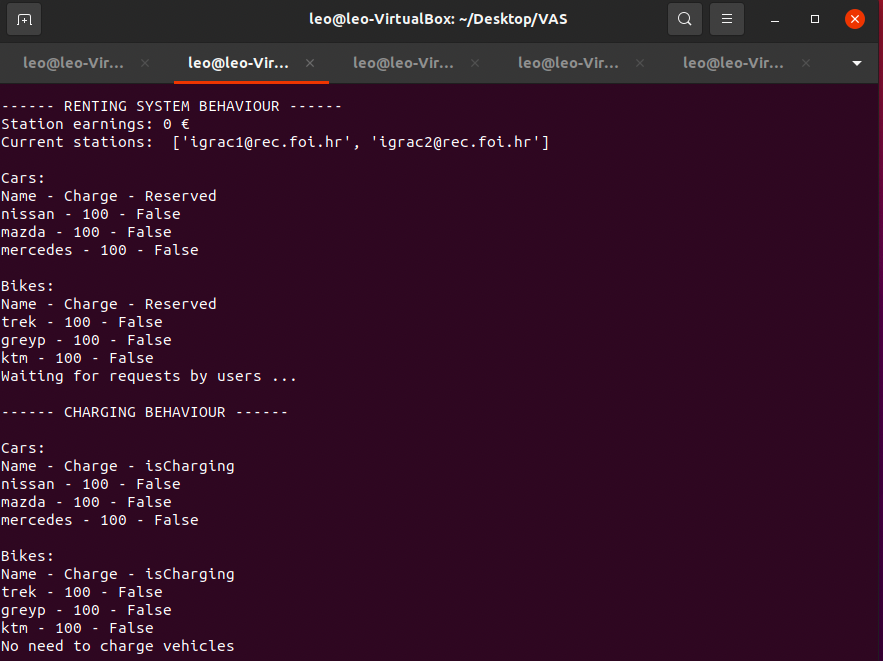 leo@leo-VirtualBox: ~/Desktop/VAS
leo@leo-Vir...
leo@leo-Vir...
leo@leo-Vir...
leo@leo-Vir...
leo@leo-Vir...
------ RENTING SYSTEM BEHAVIOUR ------
Station earnings: 0 €
Current stations:  ['igrac1@rec.foi.hr', 'igrac2@rec.foi.hr']
Cars:
Name - Charge - Reserved
nissan - 100 - False
mazda - 100 - False
mercedes - 100 - False
Bikes:
Name - Charge - Reserved
trek - 100 - False
greyp - 100 - False
ktm - 100 - False
Waiting for requests by users ...
------ CHARGING BEHAVIOUR ------
Cars:
Name - Charge - isCharging
nissan - 100 - False
mazda - 100 - False
mercedes - 100 - False
Bikes:
Name - Charge - isCharging
trek - 100 - False
greyp - 100 - False
ktm - 100 - False
No need to charge vehicles